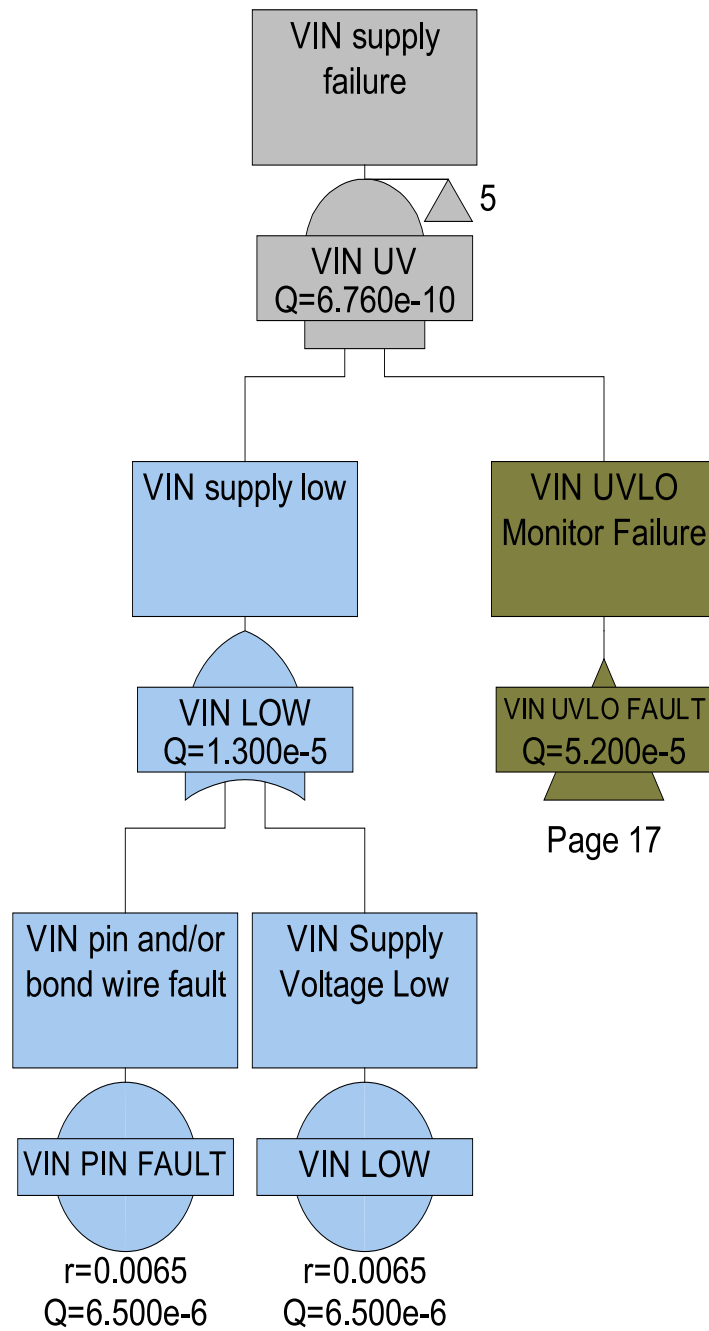 VIN supply
failure
5
VIN UV
Q=6.760e-10
VIN supply low
VIN UVLO
Monitor Failure
VIN LOW
Q=1.300e-5
VIN UVLO FAULT
Q=5.200e-5
Page 17
VIN pin and/or
bond wire fault
VIN Supply
Voltage Low
VIN PIN FAULT
VIN LOW
r=0.0065
Q=6.500e-6
r=0.0065
Q=6.500e-6